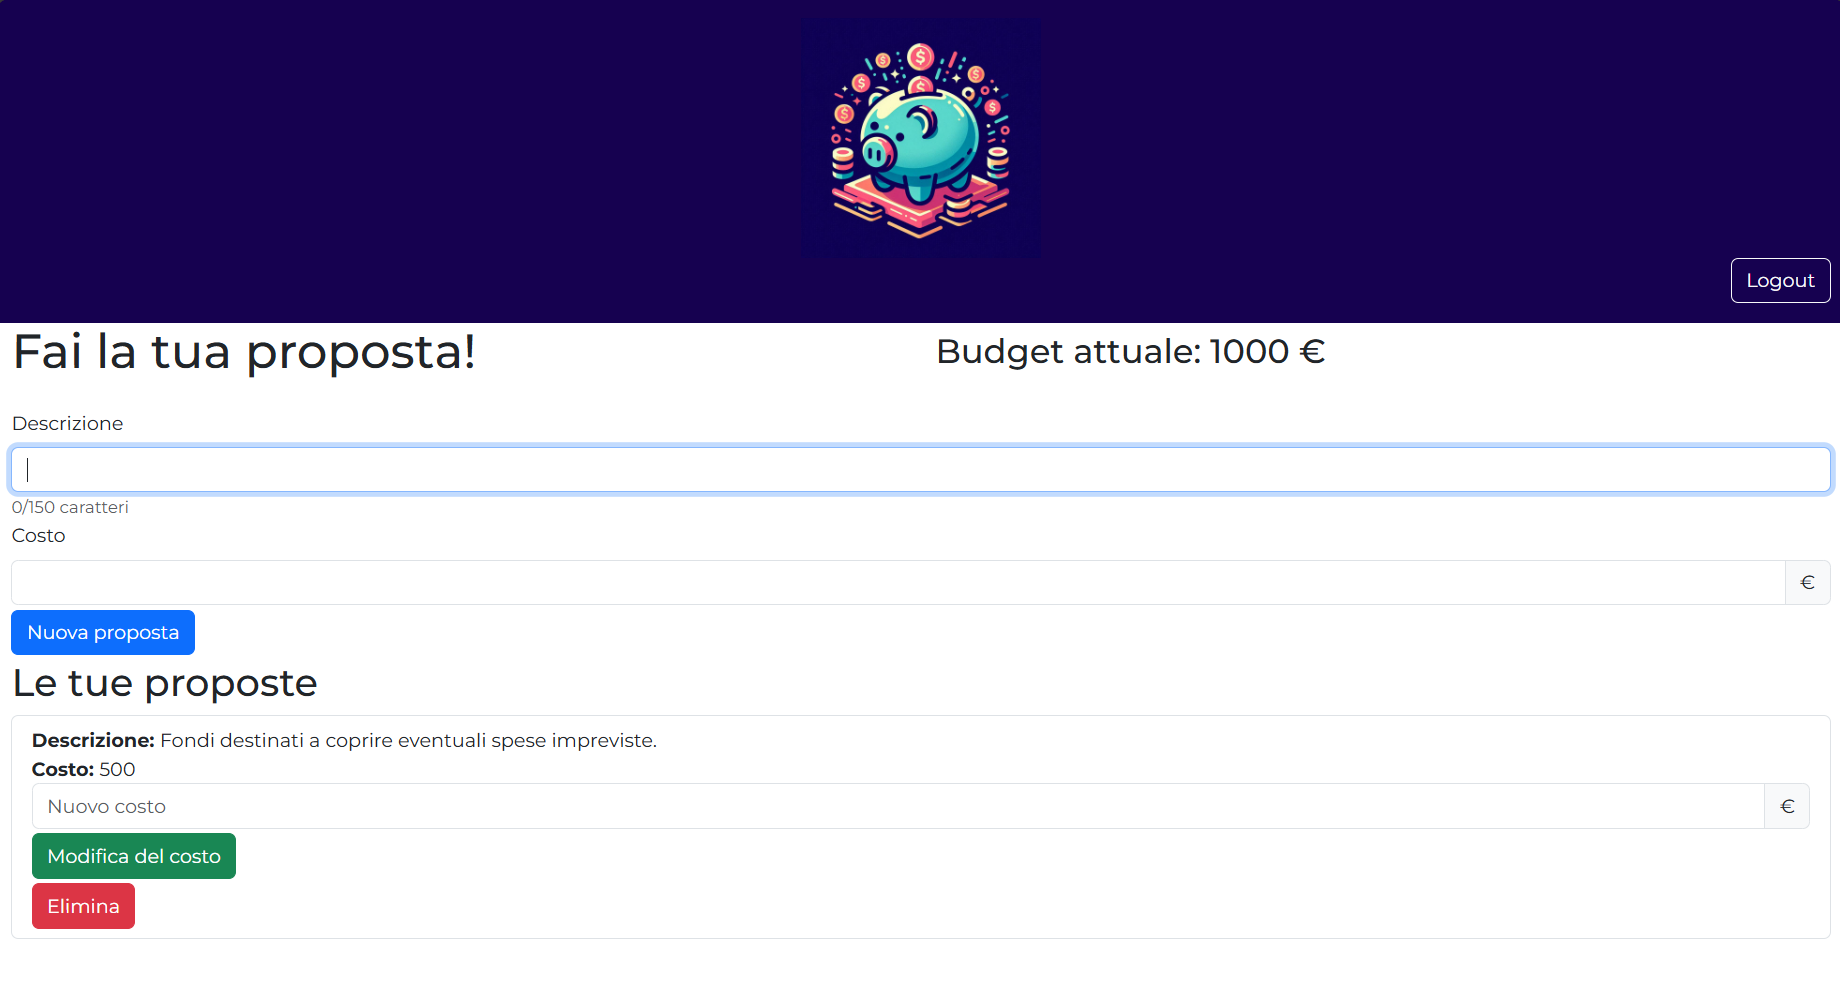 Logout
Fai la tua proposta!
Budget attuale: 1000 €
Descrizione
0/150 caratteri
Costo
€
Nuova proposta
Le tue proposte
Descrizione: Fondi destinati a coprire eventuali spese impreviste.
Costo: 500
Nuovo costo
€
Modifica del costo
Elimina